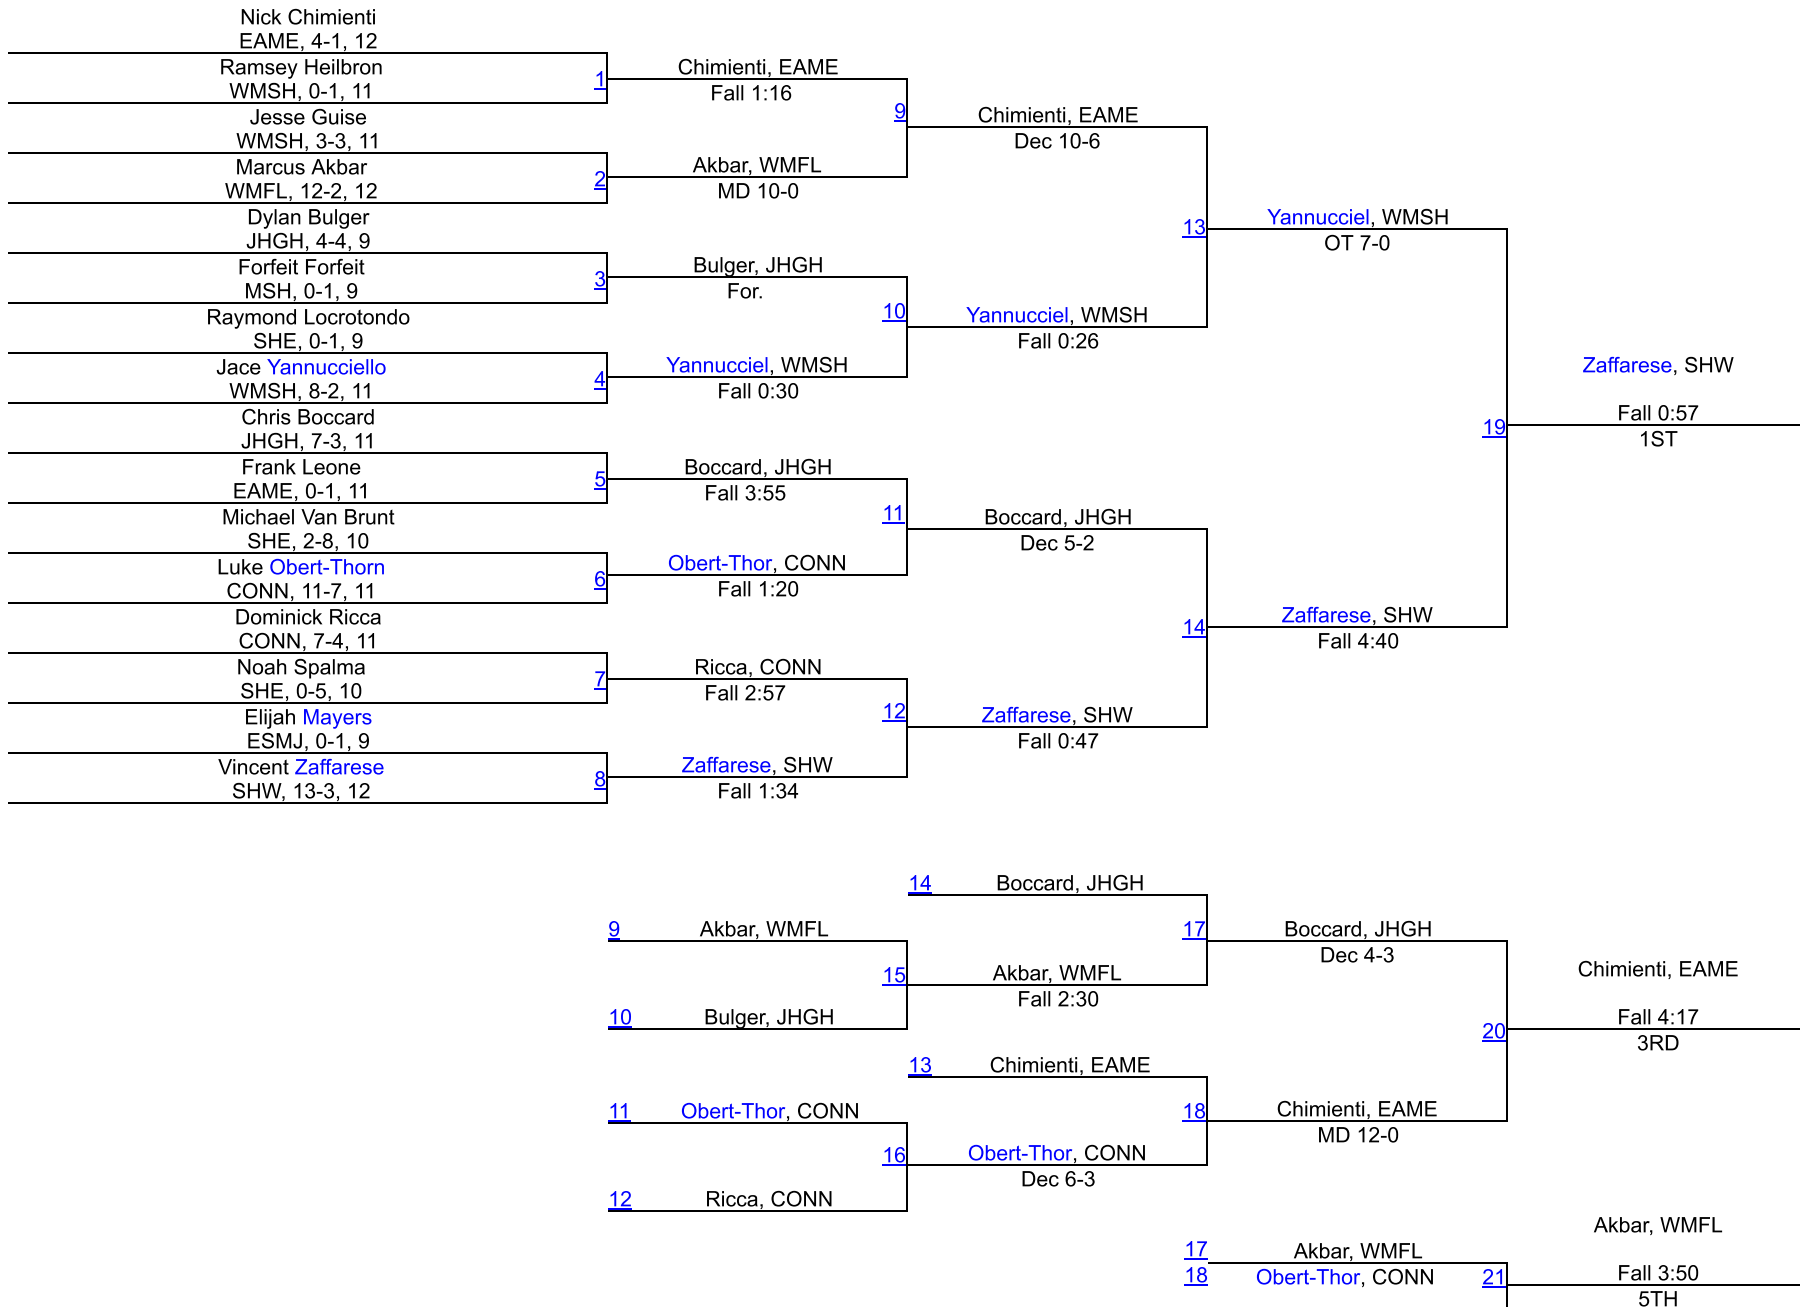 Nick Chimienti
EAME, 4-1, 12
Ramsey Heilbron
WMSH, 0-1, 11
1
Jesse Guise
WMSH, 3-3, 11
Marcus Akbar
WMFL, 12-2, 12
2
Dylan Bulger
JHGH, 4-4, 9
Forfeit Forfeit
MSH, 0-1, 9
3
Raymond Locrotondo
SHE, 0-1, 9
Jace Yannucciello
WMSH, 8-2, 11
4
Chris Boccard
JHGH, 7-3, 11
Frank Leone
EAME, 0-1, 11
5
Michael Van Brunt
SHE, 2-8, 10
Luke Obert-Thorn
CONN, 11-7, 11
6
Dominick Ricca
CONN, 7-4, 11
Noah Spalma
SHE, 0-5, 10
7
Elijah Mayers
ESMJ, 0-1, 9
Vincent Zaffarese
SHW, 13-3, 12
8
Chimienti, EAME
Fall 1:16
9
Akbar, WMFL
MD 10-0
Bulger, JHGH
For.
10
Yannucciel, WMSH
Fall 0:30
Boccard, JHGH
Fall 3:55
11
Obert-Thor, CONN
Fall 1:20
Ricca, CONN
Fall 2:57
12
Zaffarese, SHW
Fall 1:34
Chimienti, EAME
Dec 10-6
13
Yannucciel, WMSH
Fall 0:26
Boccard, JHGH
Dec 5-2
14
Zaffarese, SHW
Fall 0:47
Yannucciel, WMSH
OT 7-0
19
Zaffarese, SHW
Fall 4:40
Zaffarese, SHW
Fall 0:57
1ST
14 Boccard, JHGH
9 Akbar, WMFL
15
10 Bulger, JHGH
17
Akbar, WMFL
Fall 2:30
13 Chimienti, EAME
11 Obert-Thor, CONN
16
12 Ricca, CONN
18
Obert-Thor, CONN
Dec 6-3
Boccard, JHGH
Dec 4-3
20
Chimienti, EAME
MD 12-0
Chimienti, EAME
Fall 4:17
3RD
17 Akbar, WMFL
18 Obert-Thor, CONN 21
Akbar, WMFL
Fall 3:50
5TH